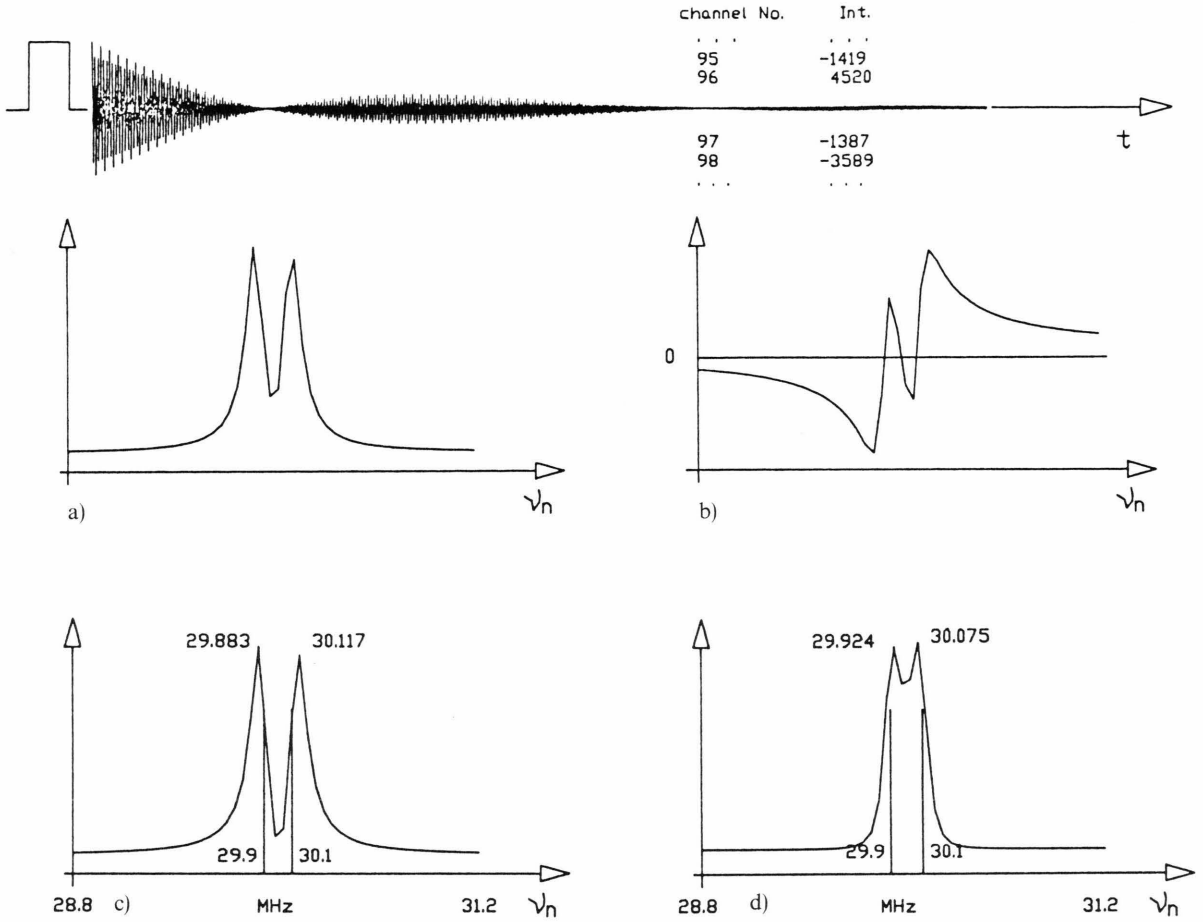 channel No. Int.
. . . . . .
95 -1419
96 4520
t
97 -1387
98 -3589
. . . . . .
0
νn
a)
νn
b)
29.883 30.117
29.924 30.075
29.9 30.1
29.9 30.1
28.8 c) MHz 31.2 νn
28.8 d) MHz 31.2 νn